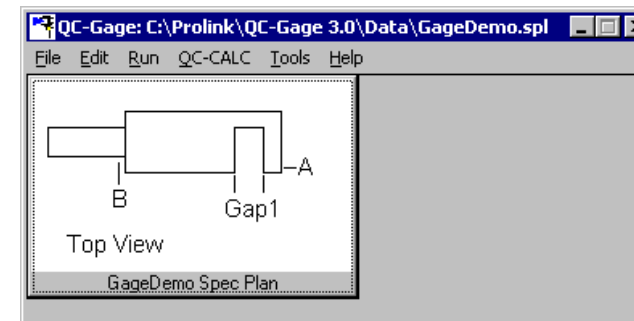 QC-Gage: C:\Prolink\QC-Gage 3.0\Data\GageDemo.spl
File Edit Run QC-CALC Tools Help
A
B
Gap1
Top View
GageDemo Spec Plan